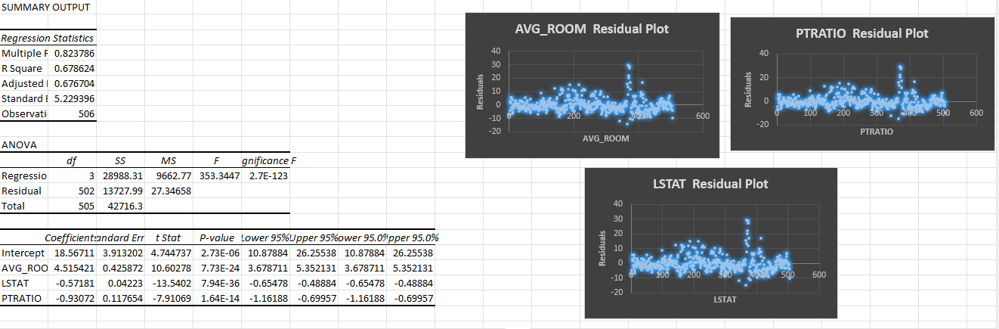 SUMMARY OUTPUT
Regression Statistics
Multiple R 0.823786
R Square 0.678624
Adjusted I 0.676704
Standard E 5.229396
Observati 506
ANOVA
df SS MS F gnificance F
Regressio 3 28988.31 9662.77 353.3447 2.7E-123
Residual 502 13727.99 27.34658
Total 505 42716.3
Coefficients andard Err t Stat P-value Lower 95% Upper 95% ower 95.0% pper 95.0%
Intercept 18.56711 3.913202 4.744737 2.73E-06 10.87884 26.25538 10.87884 26.25538
AVG_ROO 4.515421 0.425872 10.60278 7.73E-24 3.678711 5.352131 3.678711 5.352131
LSTAT -0.57181 0.04223 -13.5402 7.94E-36 -0.65478 -0.48884 -0.65478 -0.48884
PTRATIO -0.93072 0.117654 -7.91069 1.64E-14 -1.16188 -0.69957 -1.16188 -0.69957
AVG_ROOM Residual Plot
Residuals
40
30
20
10
0
-10
-20
0 200 400 600
AVG_ROOM
PTRATIO Residual Plot
Residuals
40
20
0
-20
0 100 200 300 400 500 600
PTRATIO
LSTAT Residual Plot
Residuals
40
30
20
10
0
-10
-20
0 100 200 300 400 500 600
LSTAT